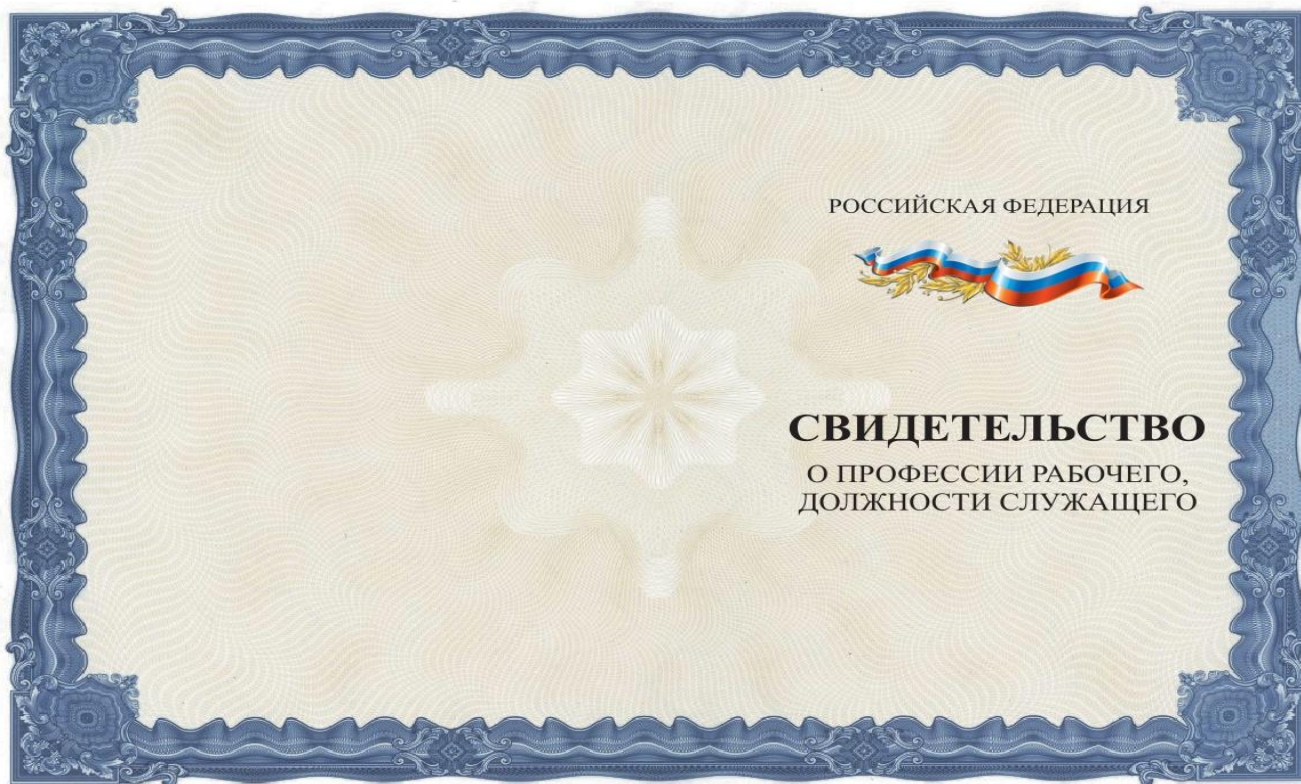 РОССИЙСКАЯ ФЕДЕРАЦИЯ
СВИДЕТЕЛЬСТВО
О ПРОФЕССИИ РАБОЧЕГО,
ДОЛЖНОСТИ СЛУЖАЩЕГО